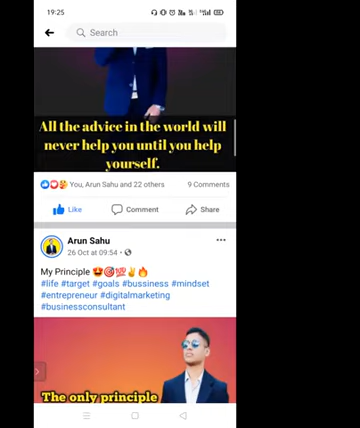 19:25
Search
All the advice in the world will
never help you until you help
yourself.
You, Arun Sahu and 22 others
9 Comments
Like
Comment
Share
Arun Sahu
26 Oct at 09:54 •
My Principle 🤩🎯💯✌️🔥
#life #target #goals #bussiness #mindset
#entrepreneur #digitalmarketing
#businessconsultant
The only principle